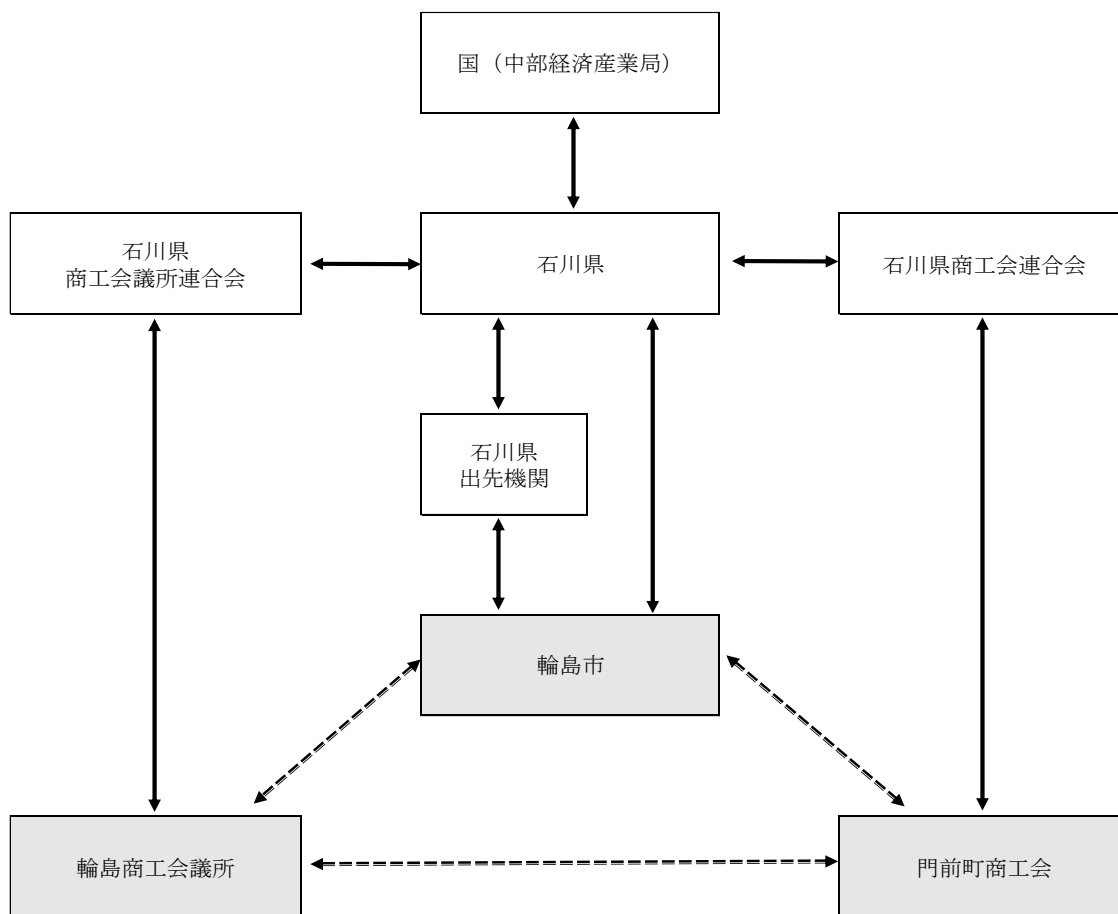 国（中部経済産業局）
石川県
商工会議所連合会
石川県
石川県商工会連合会
石川県
出先機関
輪島市
輪島商工会議所
門前町商工会